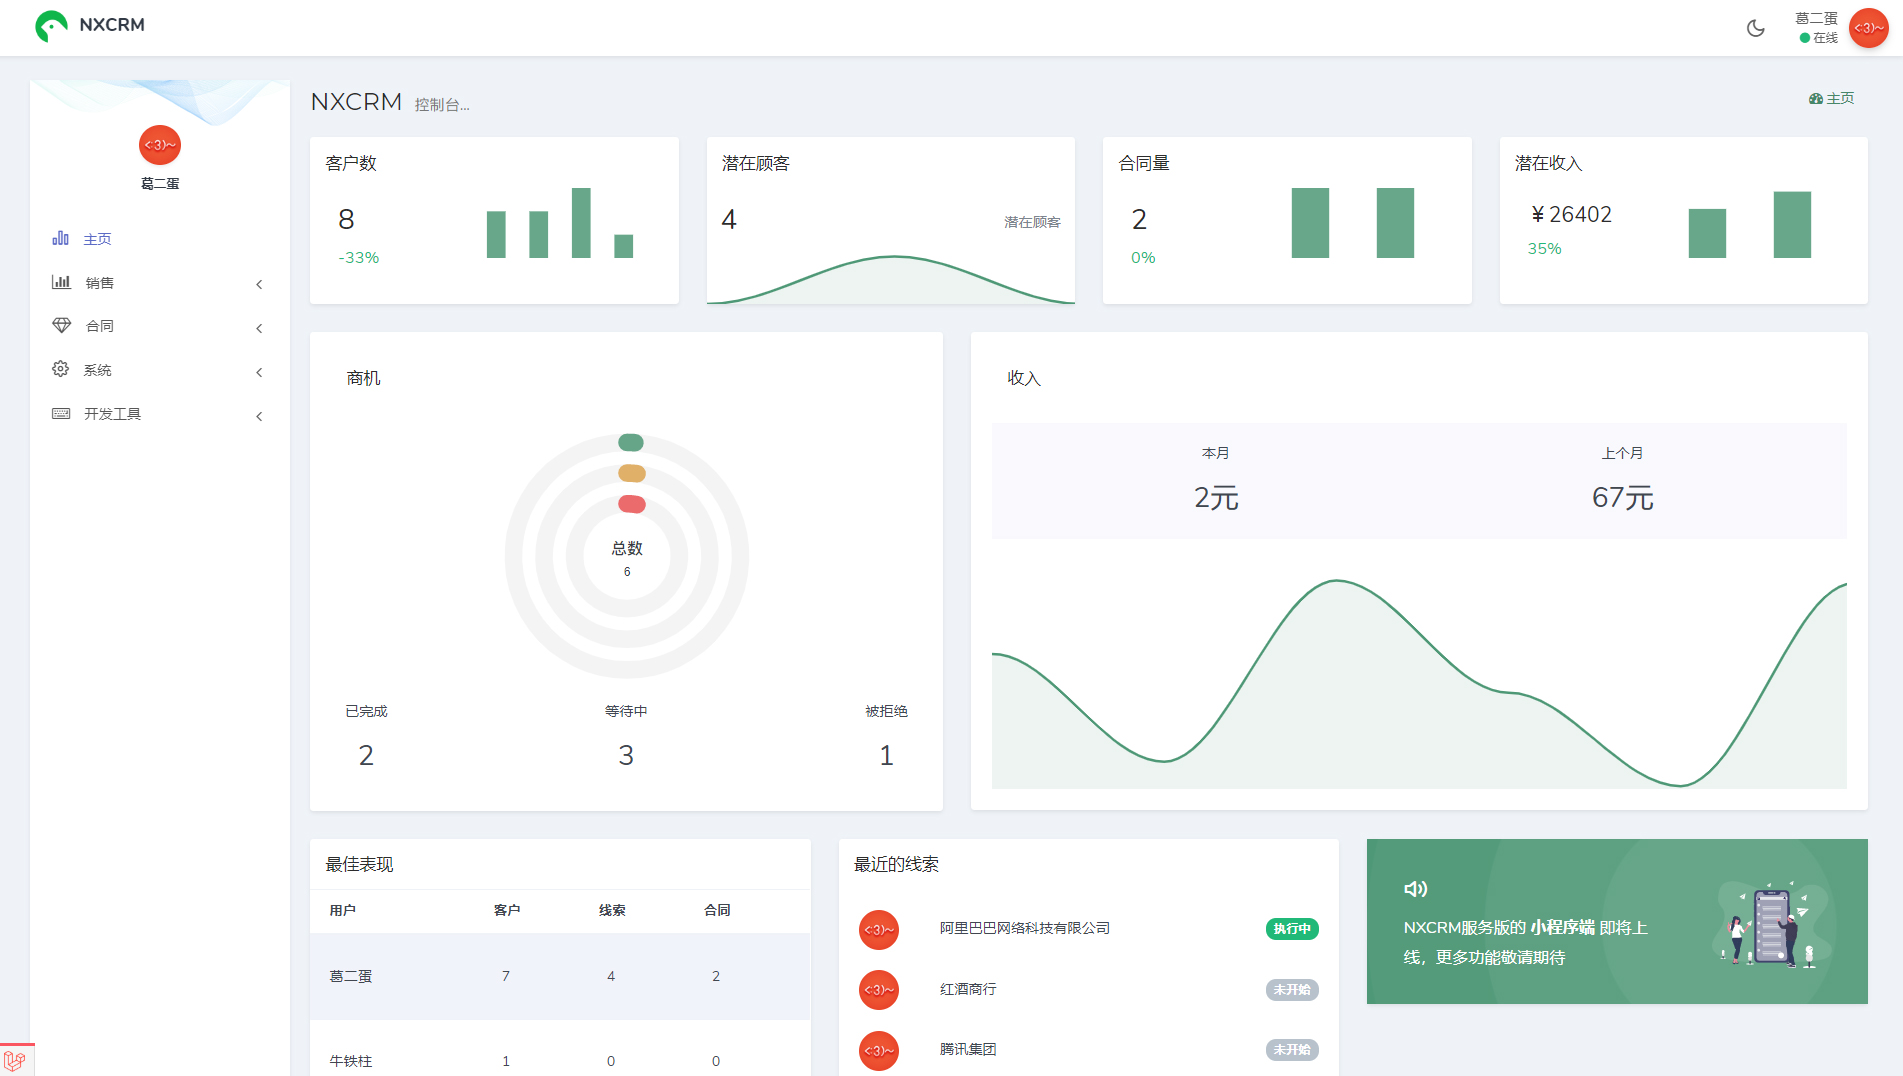 NXCRM
葛二蛋
在线
<:3)~
<:3)~
葛二蛋
主页
销售
合同
系统
开发工具
NXCRM 控制台...
主页
客户数
8
-33%
潜在顾客
4
潜在顾客
合同量
2
0%
潜在收入
¥ 26402
35%
商机
总数
6
已完成 等待中 被拒绝
2 3 1
收入
本月 上个月
2元 67元
最佳表现
用户 客户 线索 合同
葛二蛋 7 4 2
牛铁柱 1 0 0
最近的线索
<:3)~ 阿里巴巴网络科技有限公司 执行中
<:3)~ 红酒商行 未开始
<:3)~ 腾讯集团 未开始
NXCRM服务版的 小程序端 即将上
线，更多功能敬请期待